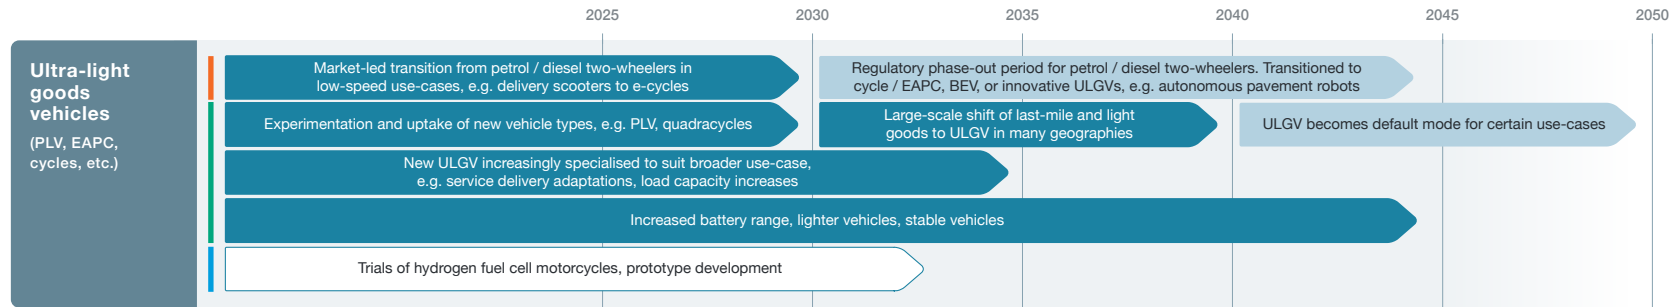 2025 2030 2035 2040 2045 2050
Ultra-light
goods
vehicles
(PLV, EAPC,
cycles, etc.)
Market-led transition from petrol / diesel two-wheelers in
low-speed use-cases, e.g. delivery scooters to e-cycles
Regulatory phase-out period for petrol / diesel two-wheelers. Transitioned to
cycle / EAPC, BEV, or innovative ULGVs, e.g. autonomous pavement robots
Experimentation and uptake of new vehicle types, e.g. PLV, quadracycles
Large-scale shift of last-mile and light
goods to ULGV in many geographies
ULGV becomes default mode for certain use-cases
New ULGV increasingly specialised to suit broader use-case,
e.g. service delivery adaptations, load capacity increases
Increased battery range, lighter vehicles, stable vehicles
Trials of hydrogen fuel cell motorcycles, prototype development